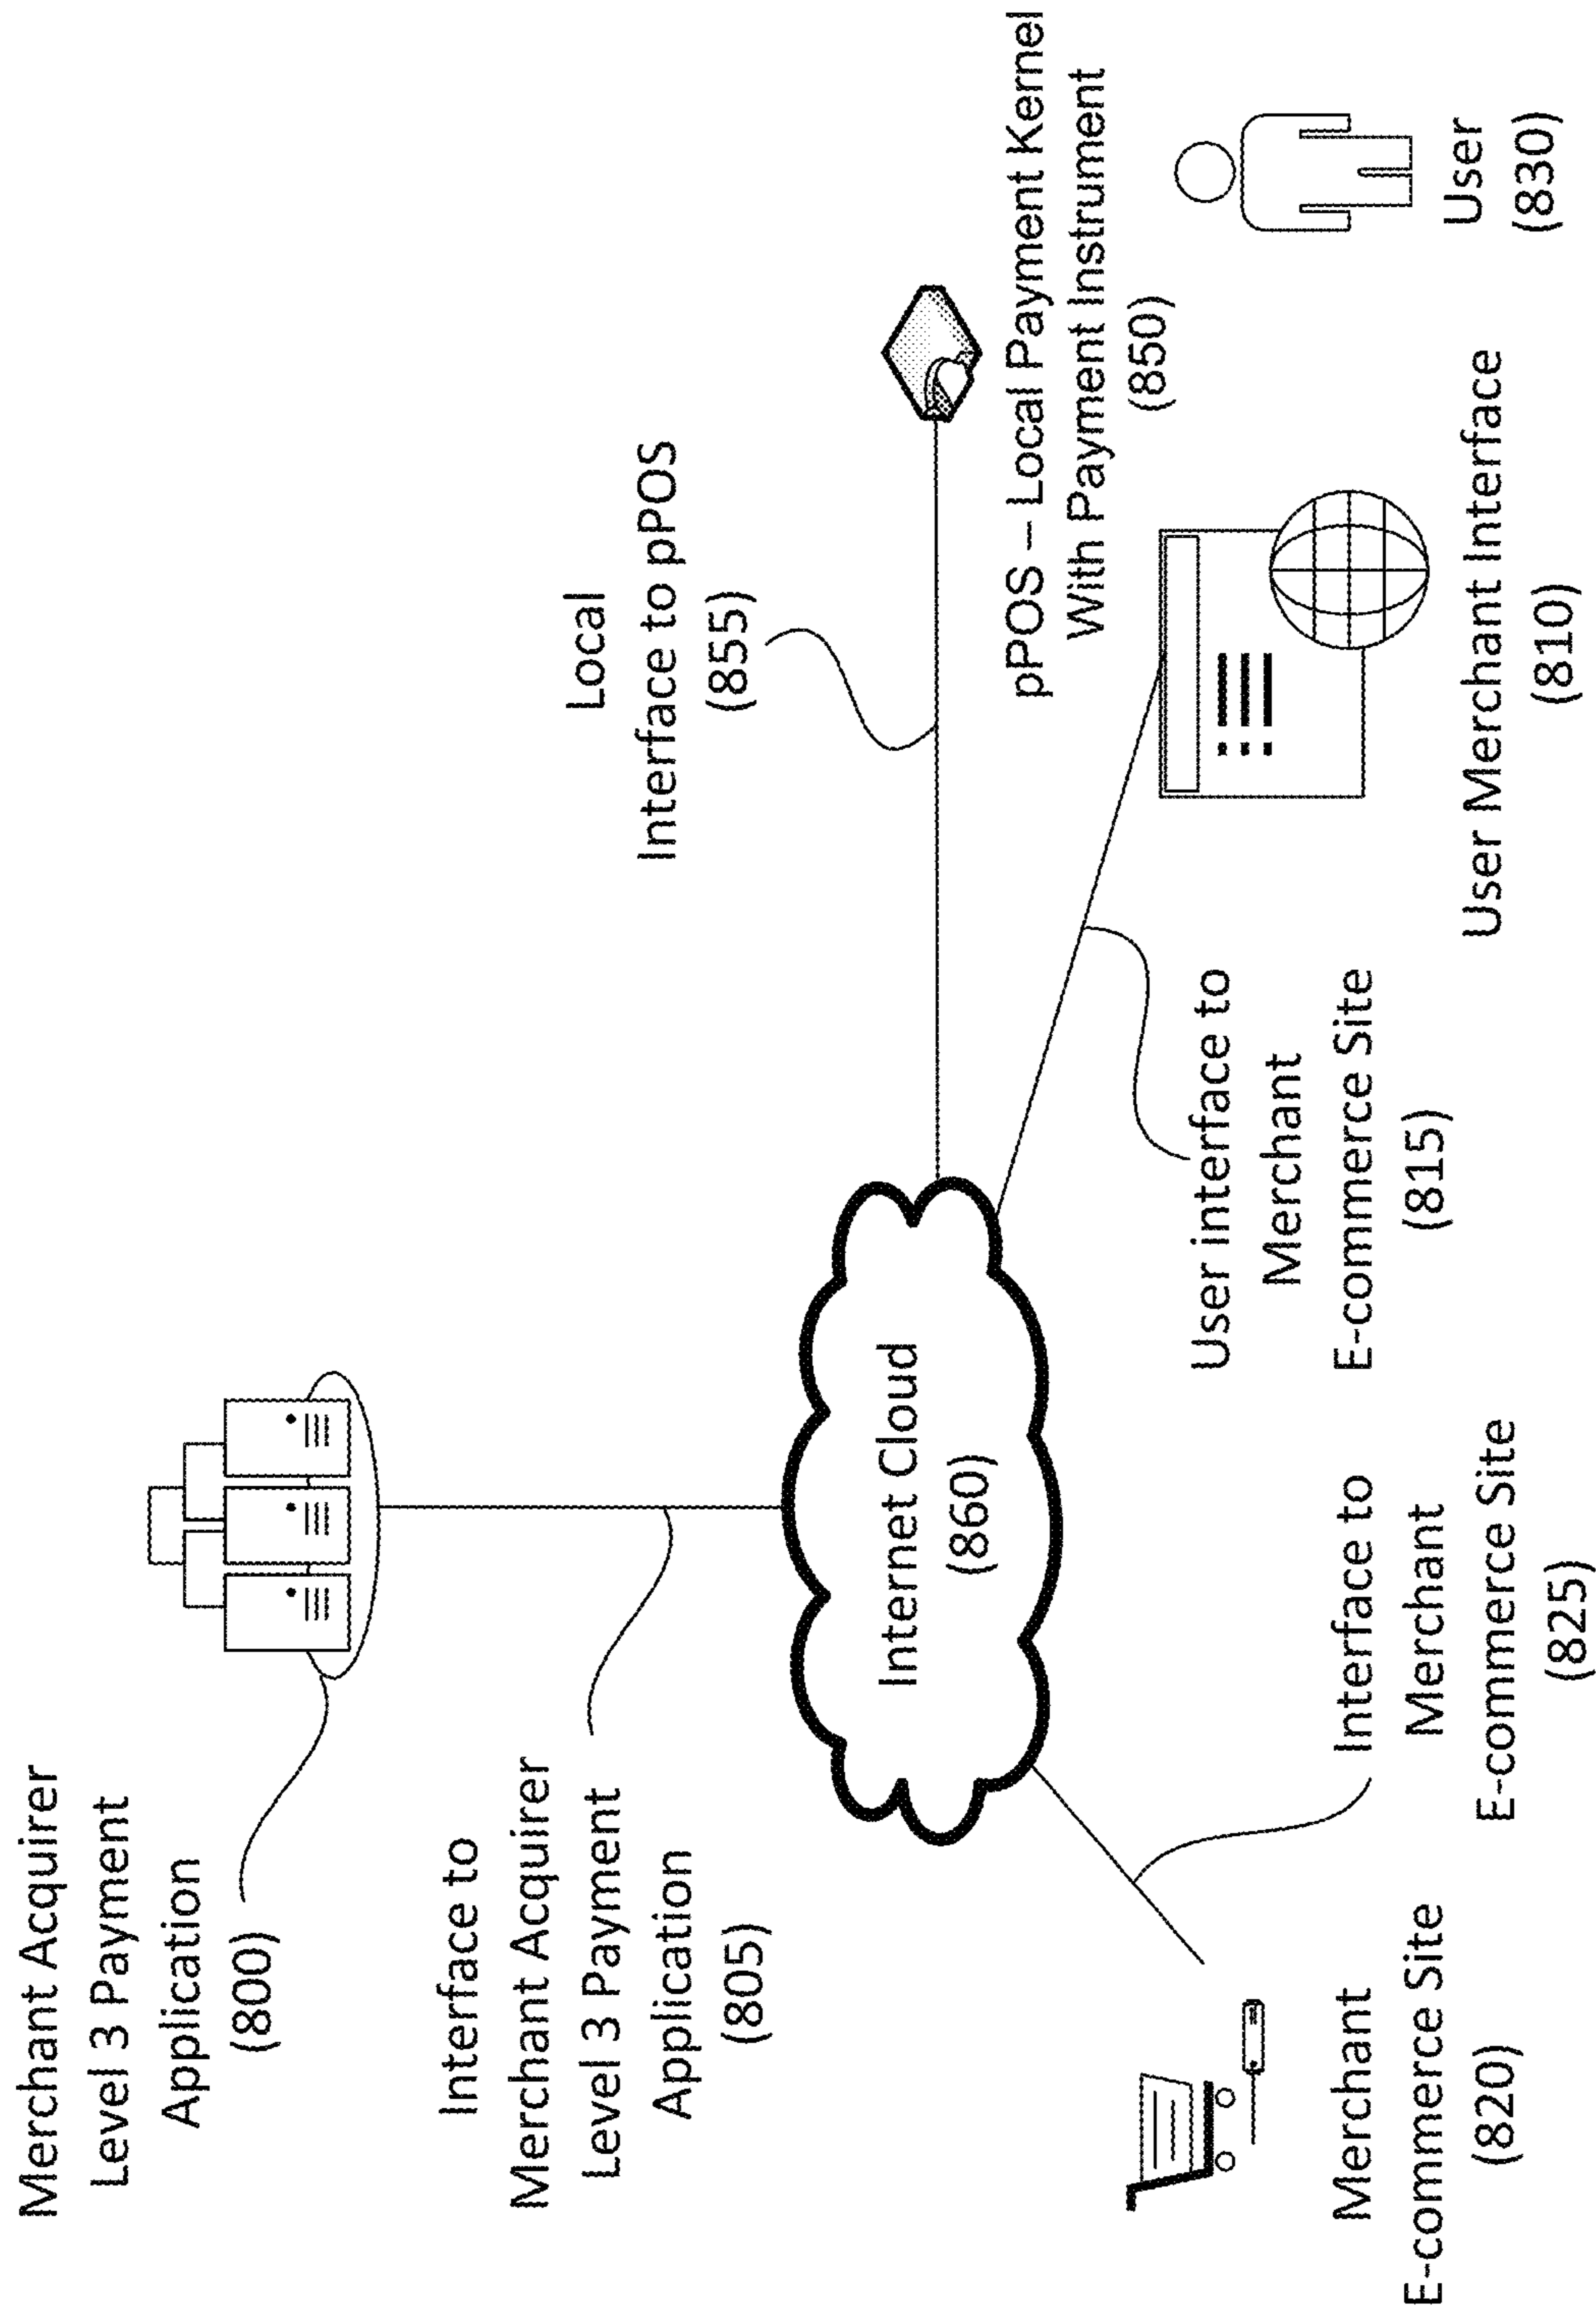 Merchant Acquirer
Level 3 Payment
Application
(800)
Interface to
Merchant Acquirer
Level 3 Payment
Application
(805)
Local
Interface to pPOS
(855)
Internet Cloud
(860)
pPOS – Local Payment Kernel
With Payment Instrument
(850)
User interface to
Merchant
E-commerce Site
(815)
Merchant
E-commerce Site
(820)
Interface to
Merchant
E-commerce Site
(825)
User Merchant Interface
(810)
User
(830)